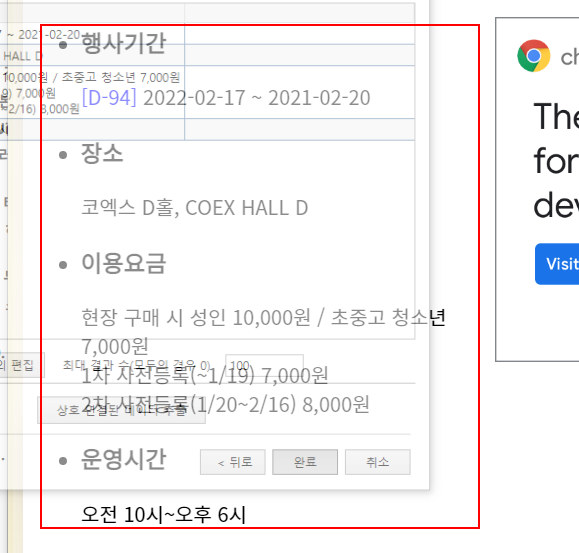 ~ 2021-02-20
HALL D
10,000원 / 초중고 청소년 7,000원
7,000원
~2/16) 8,000원
행사기간
[D-94] 2022-02-17 ~ 2021-02-20
장소
코엑스 D홀, COEX HALL D
이용요금
현장 구매 시 성인 10,000원 / 초중고 청소년
7,000원
1차 사전등록(~1/19) 7,000원
2차 사전등록(1/20~2/16) 8,000원
편집
최대 결과 수(모두인 경우 0) 100
상호 연결된 데이터 추출
운영시간
< 뒤로
완료
취소
오전 10시~오후 6시
ch
The
for
dev
Visit